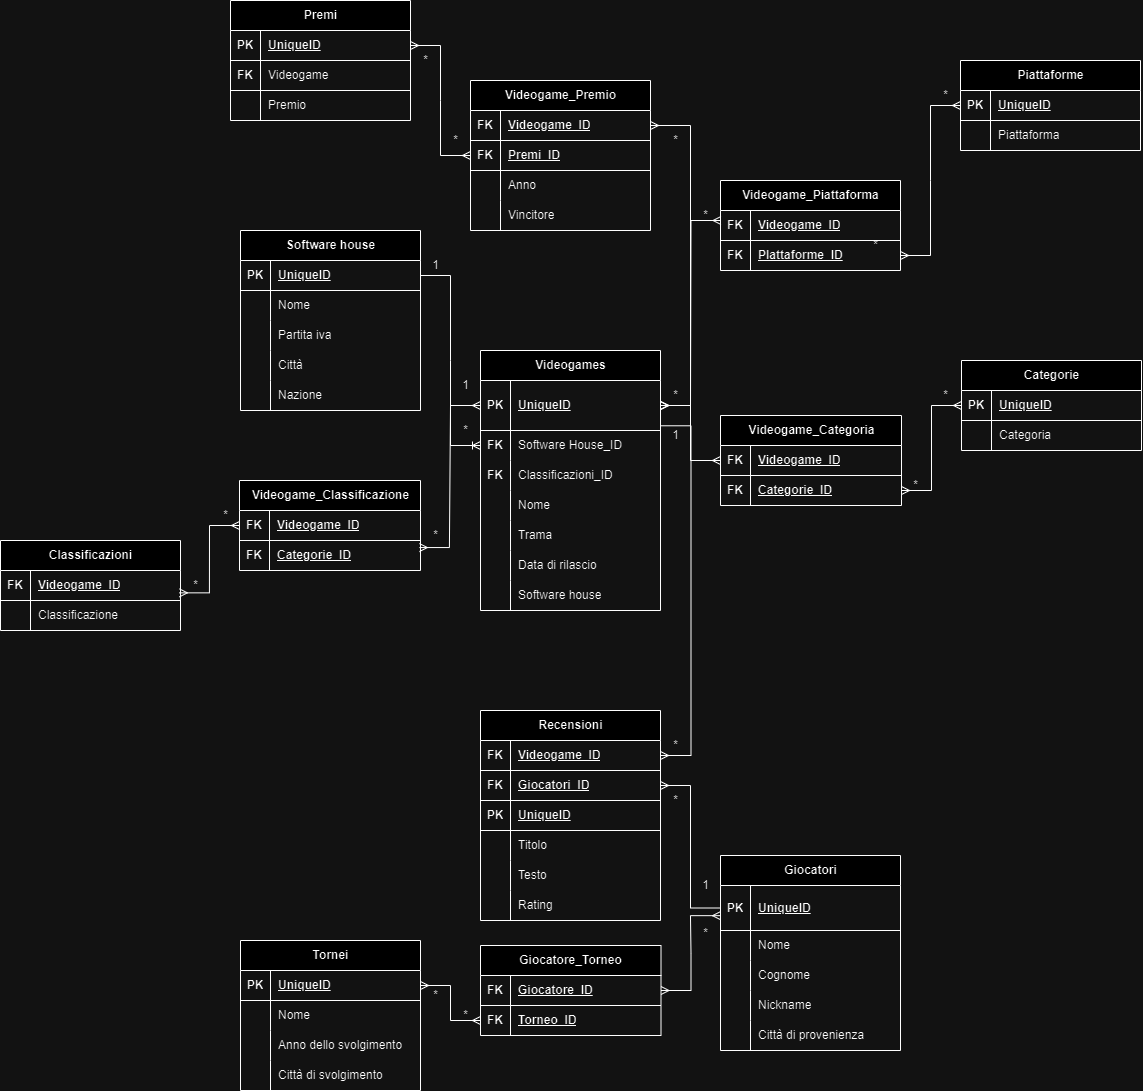 Premi
PK UniqueID
FK Videogame
Premio
*
*
Videogame_Premio
FK Videogame_ID
FK Premi_ID
Anno
Vincitore
*
Piattaforme
PK UniqueID
Piattaforma
*
Videogame_Piattaforma
FK Videogame_ID
FK Plattaforme_ID
*
*
Software house
PK UniqueID
Nome
Partita iva
Città
Nazione
1
Videogames
PK UniqueID
FK Software House_ID
FK Classificazioni_ID
Nome
Trama
Data di rilascio
Software house
1
*
*
1
Categorie
PK UniqueID
Categoria
*
Videogame_Categoria
FK Videogame_ID
FK Categorie_ID
*
Videogame_Classificazione
FK Videogame_ID
FK Categorie_ID
*
*
Classificazioni
FK Videogame_ID
Classificazione
*
Recensioni
FK Videogame_ID
FK Giocatori_ID
PK UniqueID
Titolo
Testo
Rating
*
*
Giocatori
PK UniqueID
Nome
Cognome
Nickname
Città di provenienza
1
*
Tornei
PK UniqueID
Nome
Anno dello svolgimento
Città di svolgimento
*
*
Giocatore_Torneo
FK Giocatore_ID
FK Torneo_ID